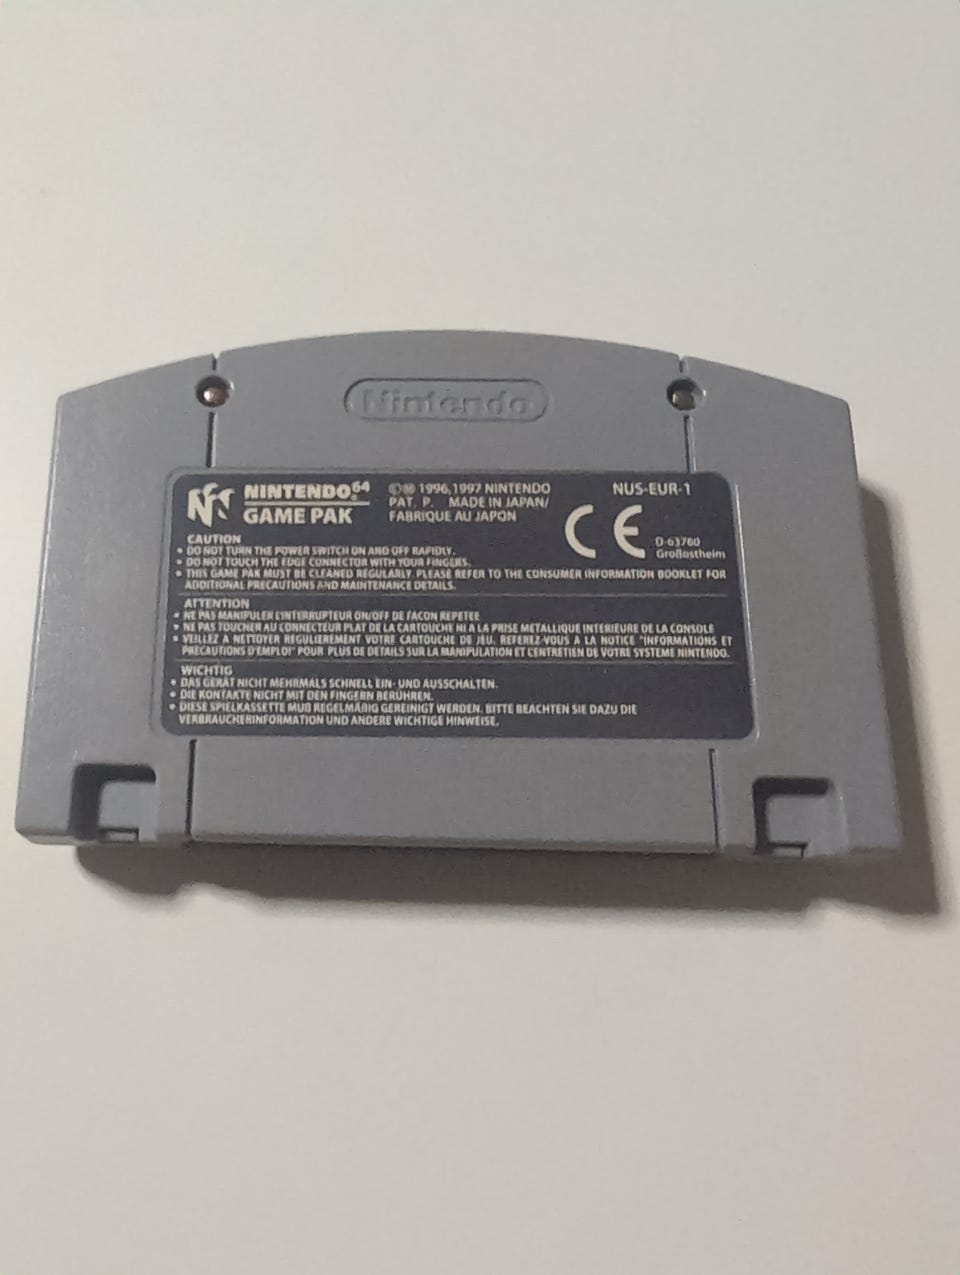 Nintendo
NINTENDO64
GAME PAK
©Ⓜ 1996,1997 NINTENDO
PAT. P. MADE IN JAPAN/
FABRIQUE AU JAPON
NUS-EUR-1
CE
D-63760
Großostheim
CAUTION
• DO NOT TURN THE POWER SWITCH ON AND OFF RAPIDLY.
• DO NOT TOUCH THE EDGE CONNECTOR WITH YOUR FINGERS.
• THIS GAME PAK MUST BE CLEANED REGULARLY. PLEASE REFER TO THE CONSUMER INFORMATION BOOKLET FOR
ADDITIONAL PRECAUTIONS AND MAINTENANCE DETAILS.
ATTENTION
• NE PAS MANIPULER L'INTERRUPTEUR ON/OFF DE FACON REPETEE
• NE PAS TOUCHER AU CONNECTEUR PLAT DE LA CARTOUCHE NI A LA PRISE METALLIQUE INTERIEURE DE LA CONSOLE
• VEILLEZ A NETTOYER REGULIEREMENT VOTRE CARTOUCHE DE JEU. REFEREZ-VOUS A LA NOTICE "INFORMATIONS ET
PRECAUTIONS D'EMPLOI" POUR PLUS DE DETAILS SUR LA MANIPULATION ET L'ENTRETIEN DE VOTRE SYSTEME NINTENDO.
WICHTIG
• DAS GERÄT NICHT MEHRMALS SCHNELL EIN- UND AUSSCHALTEN.
• DIE KONTAKTE NICHT MIT DEN FINGERN BERÜHREN.
• DIESE SPIELKASSETTE MUß REGELMÄßIG GEREINIGT WERDEN. BITTE BEACHTEN SIE DAZU DIE
VERBRAUCHERINFORMATION UND ANDERE WICHTIGE HINWEISE.